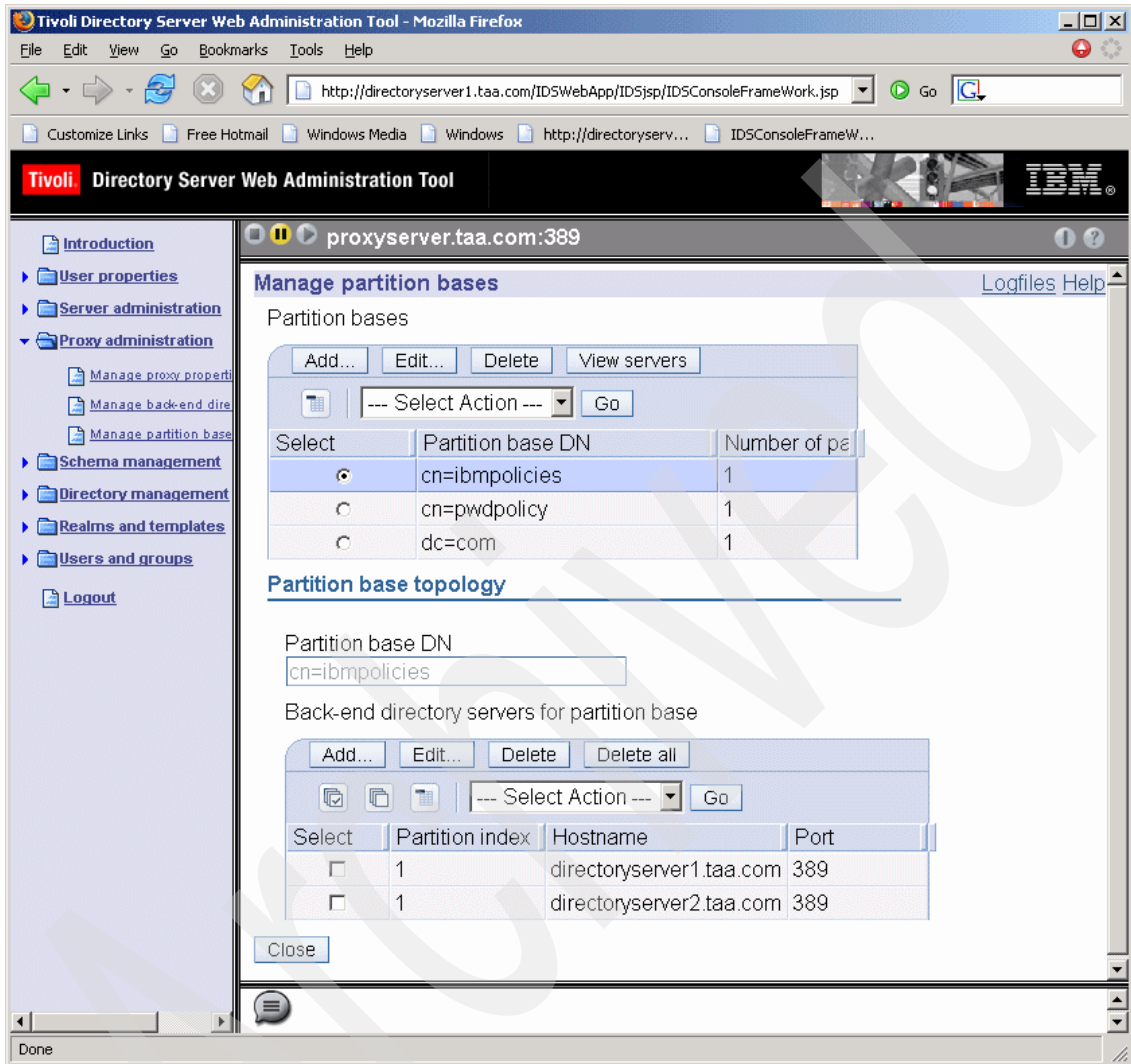 Tivoli Directory Server Web Administration Tool - Mozilla Firefox
File Edit View Go Bookmarks Tools Help
http://directoryserver1.taa.com/IDSWebApp/IDSjsp/IDSConsoleFrameWork.jsp Go G
Customize Links Free Hotmail Windows Media Windows http://directoryserv... IDSConsoleFrameW...
Tivoli. Directory Server Web Administration Tool IBM®
Introduction
User properties
Server administration
Proxy administration
Manage proxy properti
Manage back-end dire
Manage partition base
Schema management
Directory management
Realms and templates
Users and groups
Logout
proxyserver.taa.com:389
Manage partition bases Logfiles Help
Partition bases
Add... Edit... Delete View servers
--- Select Action --- Go
Select Partition base DN Number of pa
cn=ibmpolicies 1
cn=pwdpolicy 1
dc=com 1
Partition base topology
Partition base DN
cn=ibmpolicies
Back-end directory servers for partition base
Add... Edit... Delete Delete all
--- Select Action --- Go
Select Partition index Hostname Port
1 directoryserver1.taa.com 389
1 directoryserver2.taa.com 389
Close
Done
Archived